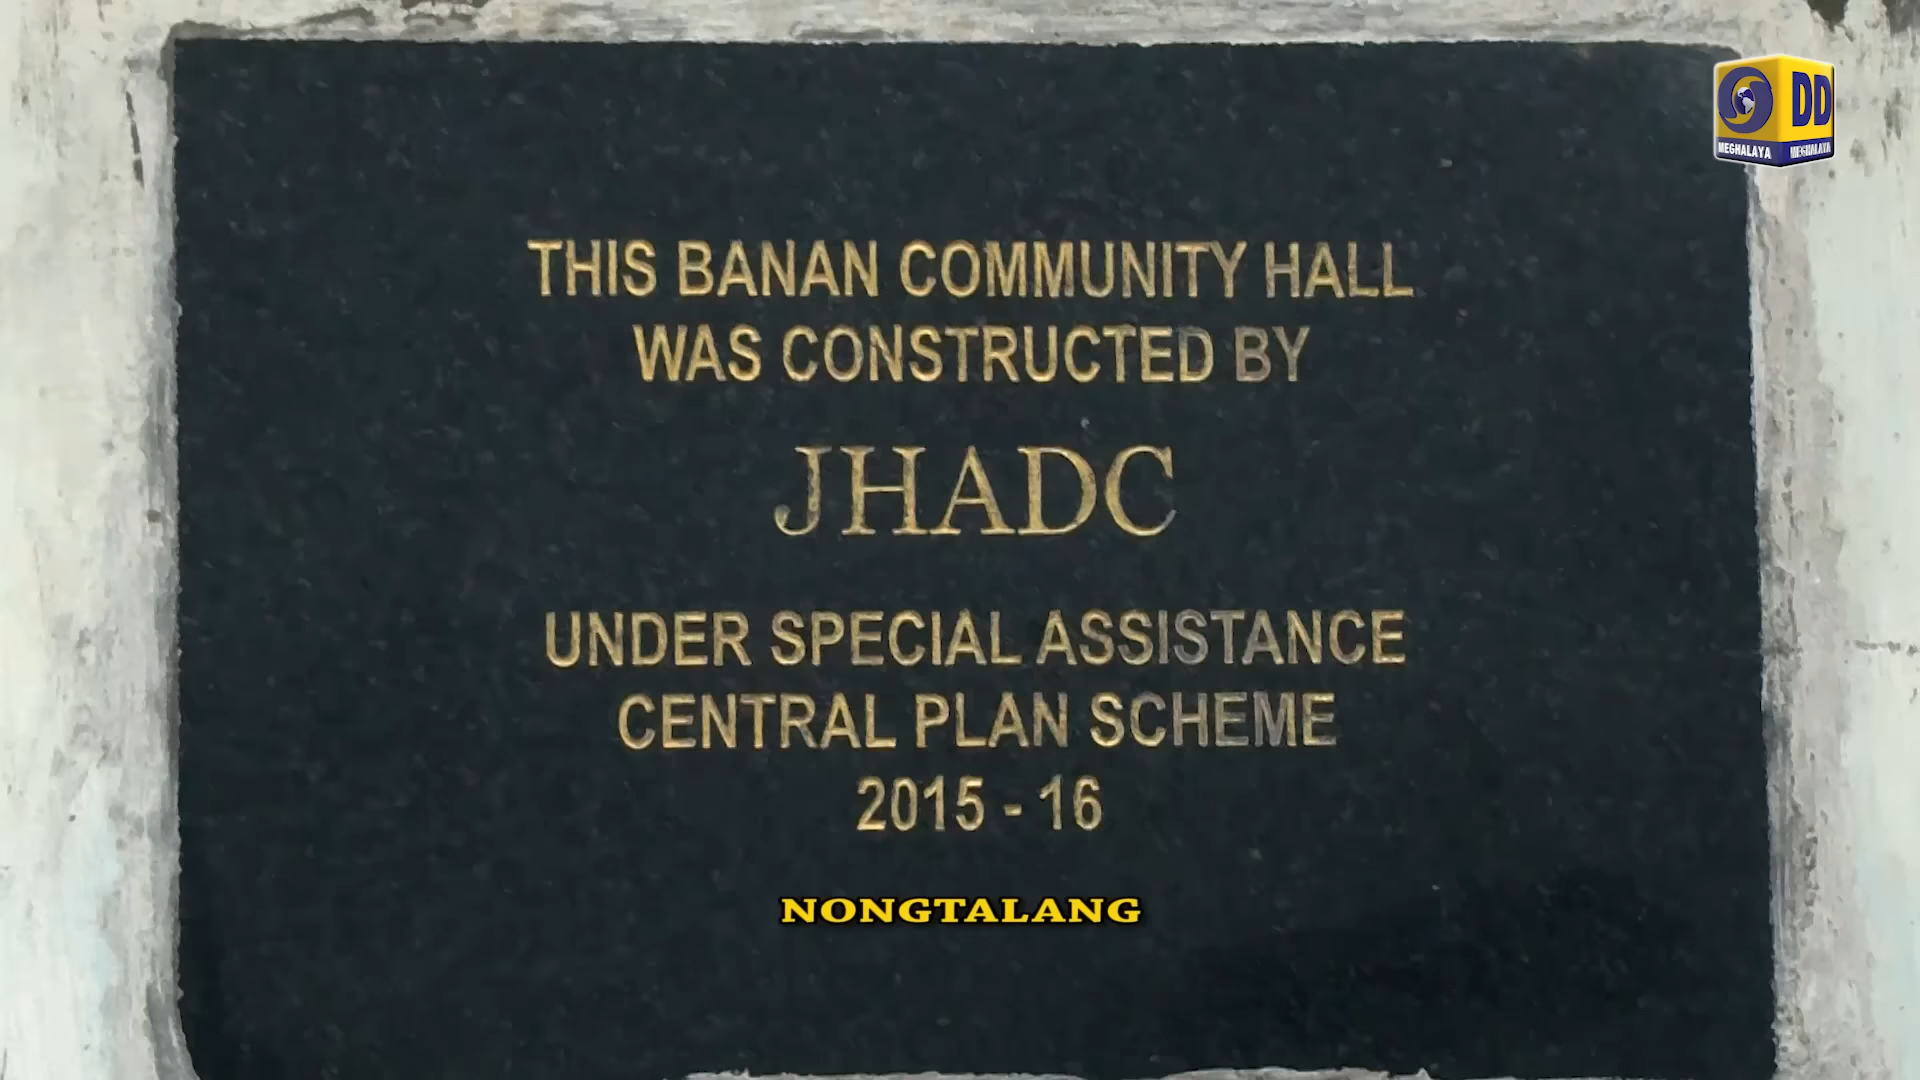 DD
MEGHALAYA MEGHALAYA
THIS BANAN COMMUNITY HALL
WAS CONSTRUCTED BY
JHADC
UNDER SPECIAL ASSISTANCE
CENTRAL PLAN SCHEME
2015 - 16
NONGTALANG